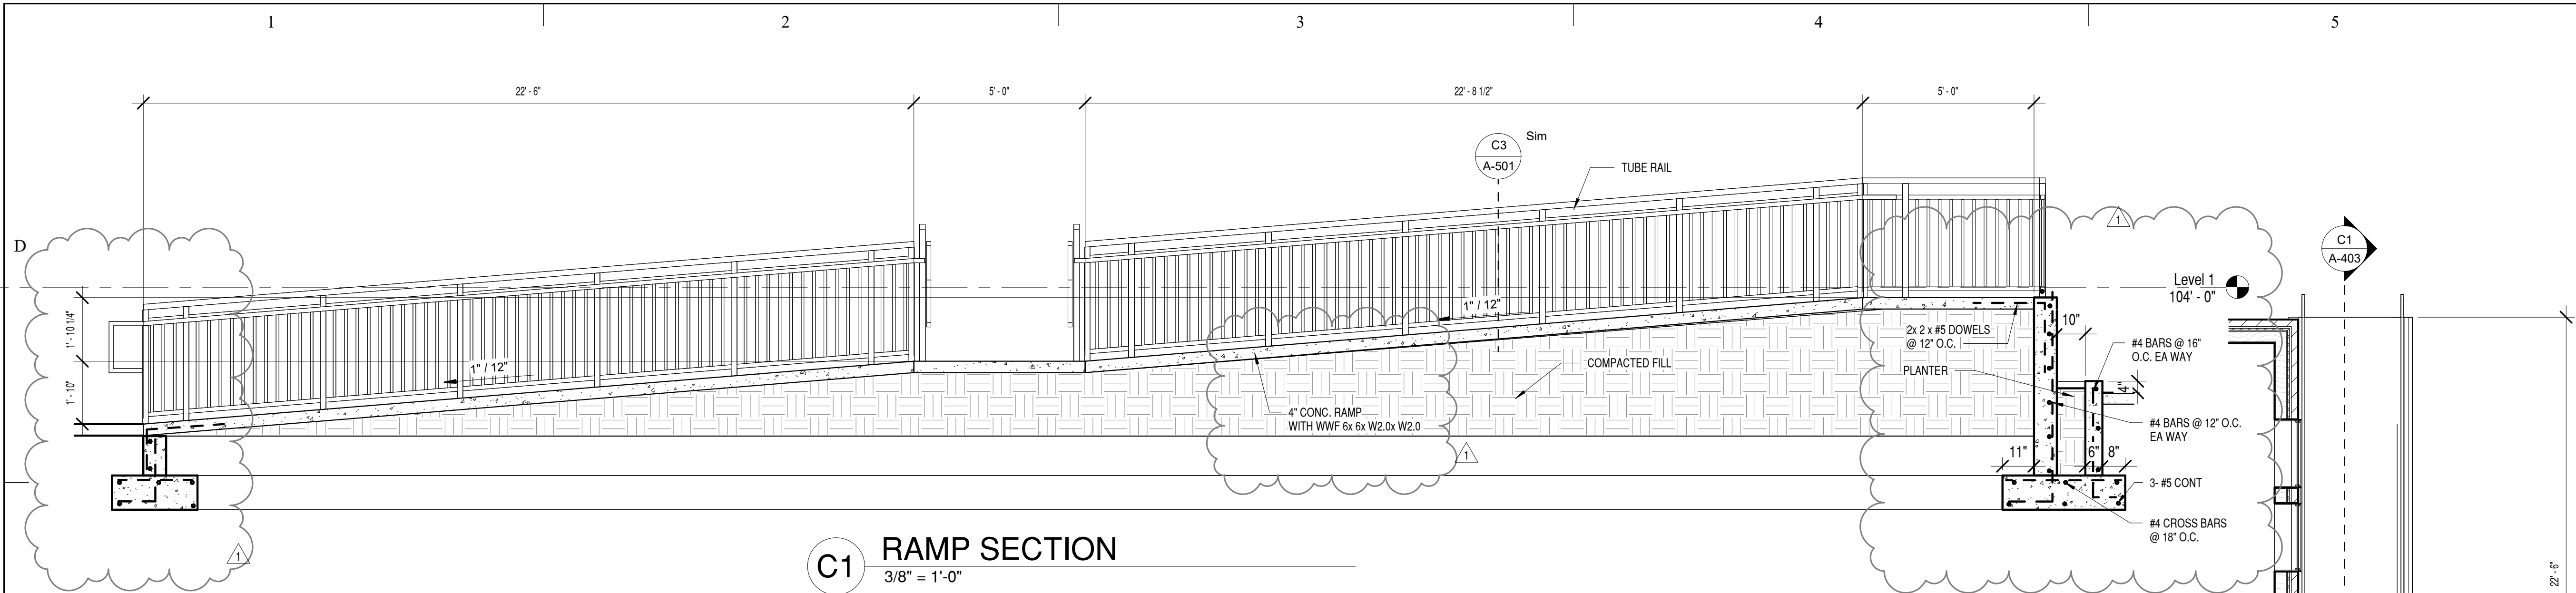 1
2
3
4
5
D
22' - 6"
5' - 0"
22' - 8 1/2"
5' - 0"
C3
A-501
Sim
TUBE RAIL
1
C1
A-403
Level 1
104' - 0"
1' - 10 1/4"
1' - 10"
1" / 12"
1" / 12"
2x 2 x #5 DOWELS
@ 12" O.C.
10"
#4 BARS @ 16"
O.C. EA WAY
COMPACTED FILL
PLANTER
4"
4" CONC. RAMP
WITH WWF 6x 6x W2.0x W2.0
#4 BARS @ 12" O.C.
EA WAY
1
11"
6"
8"
3- #5 CONT
#4 CROSS BARS
@ 18" O.C.
1
C1
RAMP SECTION
3/8" = 1'-0"
22' - 6"